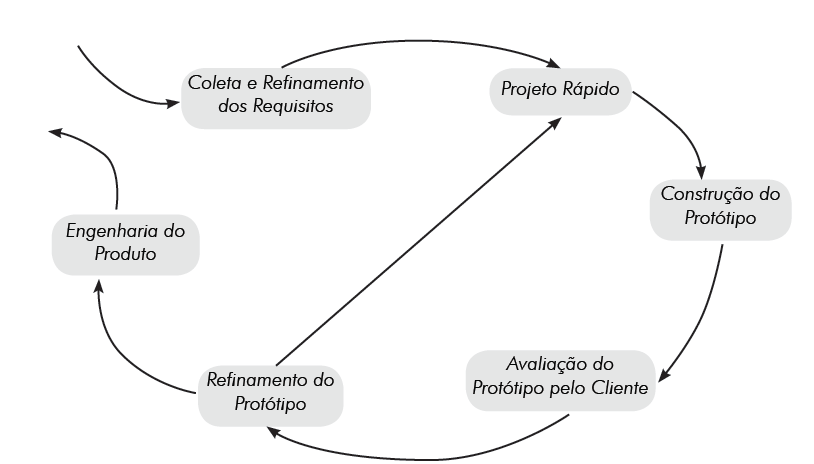 Coleta e Refinamento
dos Requisitos
Projeto Rápido
Construção do
Protótipo
Avaliação do
Protótipo pelo Cliente
Refinamento do
Protótipo
Engenharia do
Produto